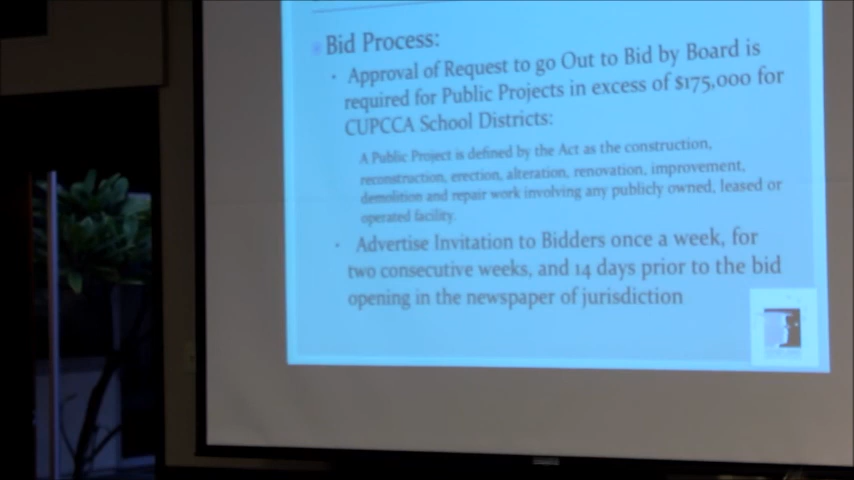 Bid Process:
Approval of Request to go Out to Bid by Board is
required for Public Projects in excess of $175,000 for
CUPCCA School Districts:
A Public Project is defined by the Act as the construction,
reconstruction, erection, alteration, renovation, improvement,
demolition and repair work involving any publicly owned, leased or
operated facility.
Advertise Invitation to Bidders once a week, for
two consecutive weeks, and 14 days prior to the bid
opening in the newspaper of jurisdiction